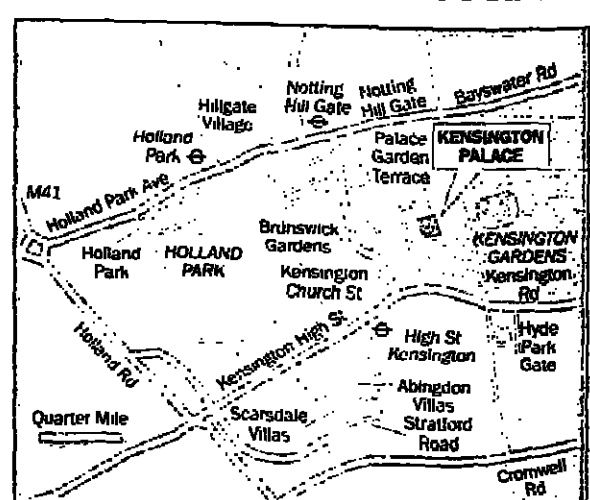 Notting
Hill Gate
Notting
Hill Gate
Bayswater Rd
Hillgate
Village
Holland
Park
Palace
Garden
Terrace
KENSINGTON
PALACE
M41
Holland Park Ave
Brunswick
Gardens
KENSINGTON
GARDENS
Holland
Park
HOLLAND
PARK
Kensington
Church St
Kensington
Rd
Holland Rd
Kensington High St
High St
Kensington
Hyde
Park
Gate
Abingdon
Villas
Quarter Mile
Scarsdale
Villas
Stratford
Road
Cromwell
Rd